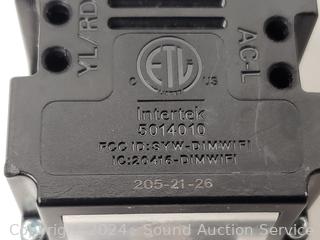 YL/RD
AC-L
ETL
C US
Intertek
5014010
FCC ID:SYW-DIMWIFI
IC:20416-DIMWIFI
205-21-26
Copyright 2024 Sound Auction Service